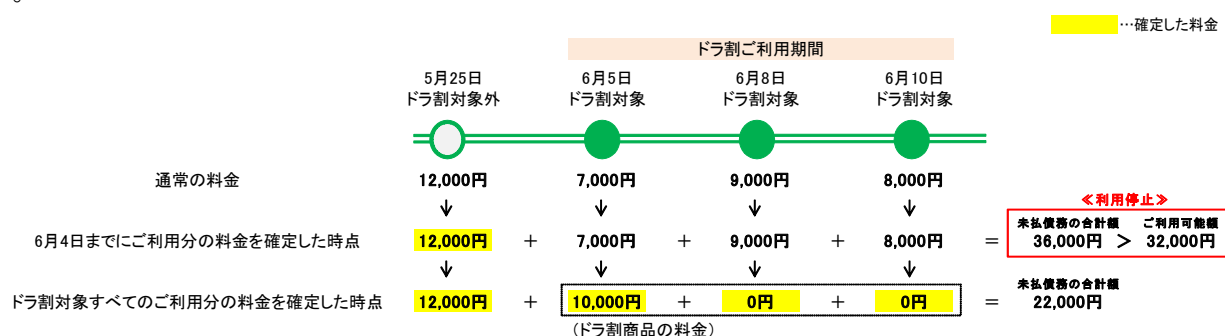 。
…確定した料金
ドラ割ご利用期間
5月25日 6月5日 6月8日 6月10日
ドラ割対象外 ドラ割対象 ドラ割対象 ドラ割対象
通常の料金 12,000円 7,000円 9,000円 8,000円
↓ ↓ ↓ ↓
≪利用停止≫
未払債務の合計額 ご利用可能額
6月4日までにご利用分の料金を確定した時点 12,000円 + 7,000円 + 9,000円 + 8,000円 = 36,000円 > 32,000円
↓ ↓ ↓ ↓
未払債務の合計額
ドラ割対象すべてのご利用分の料金を確定した時点 12,000円 + 10,000円 + 0円 + 0円 = 22,000円
(ドラ割商品の料金)